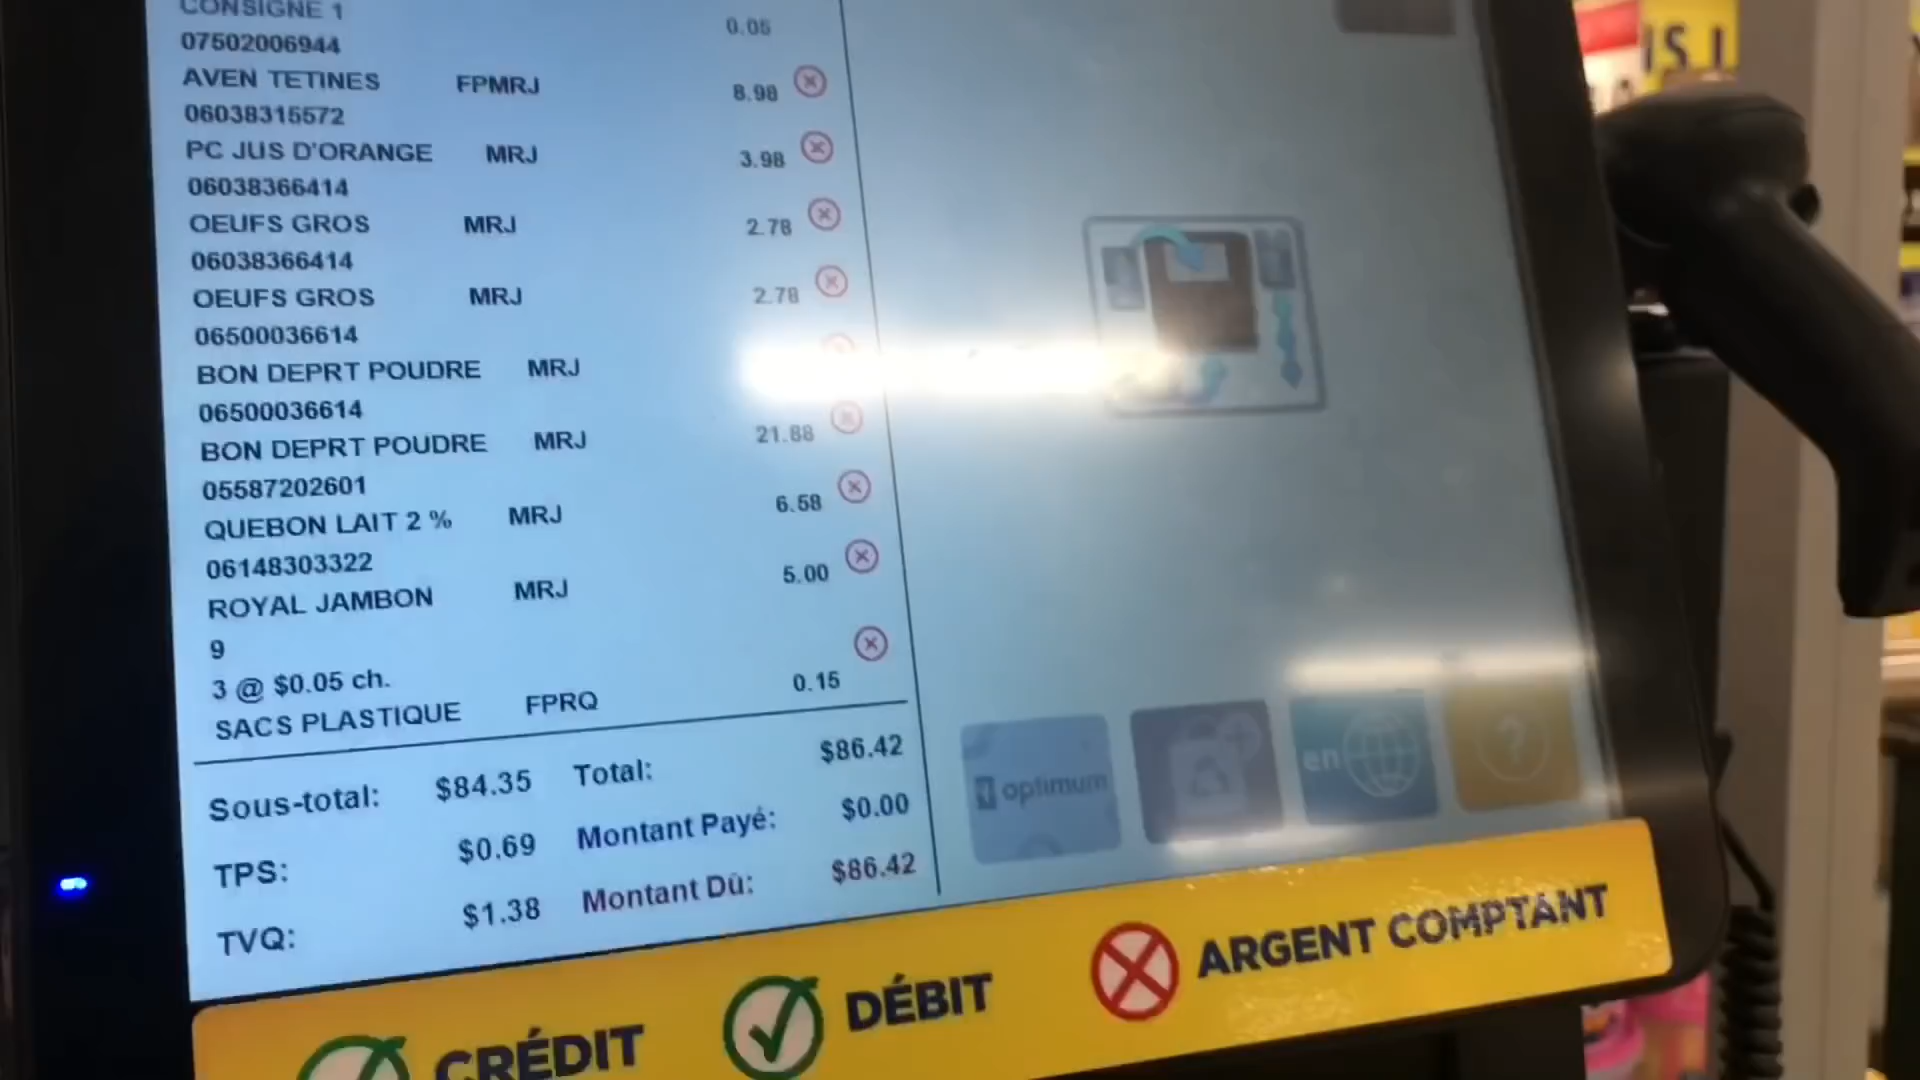 CONSIGNE 1 0.05
07502006944
AVEN TETINES FPMRJ 8.98
06038315572
PC JUS D'ORANGE MRJ 3.98
06038366414
OEUFS GROS MRJ 2.78
06038366414
OEUFS GROS MRJ 2.78
06500036614
BON DEPRT POUDRE MRJ
06500036614
BON DEPRT POUDRE MRJ 21.88
05587202601
QUEBON LAIT 2 % MRJ 6.58
06148303322
ROYAL JAMBON MRJ 5.00
9
3 @ $0.05 ch.
SACS PLASTIQUE FPRQ 0.15
Sous-total: $84.35 Total: $86.42
TPS: $0.69 Montant Payé: $0.00
TVQ: $1.38 Montant Dû: $86.42
optimum
en
?
CRÉDIT
DÉBIT
ARGENT COMPTANT